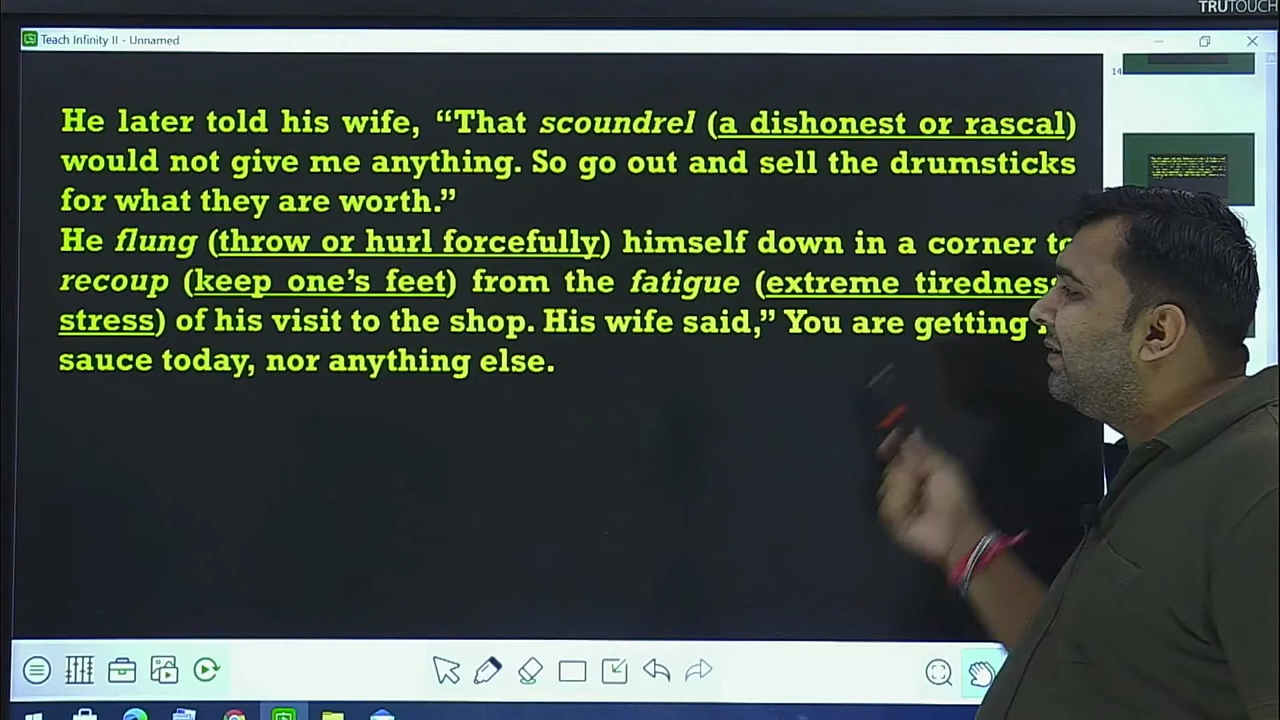 TRUTOUCH
Teach Infinity II - Unnamed
14
He later told his wife, “That scoundrel (a dishonest or rascal)
would not give me anything. So go out and sell the drumsticks
for what they are worth.”
He flung (throw or hurl forcefully) himself down in a corner to
recoup (keep one’s feet) from the fatigue (extreme tiredness
stress) of his visit to the shop. His wife said,” You are getting
sauce today, nor anything else.